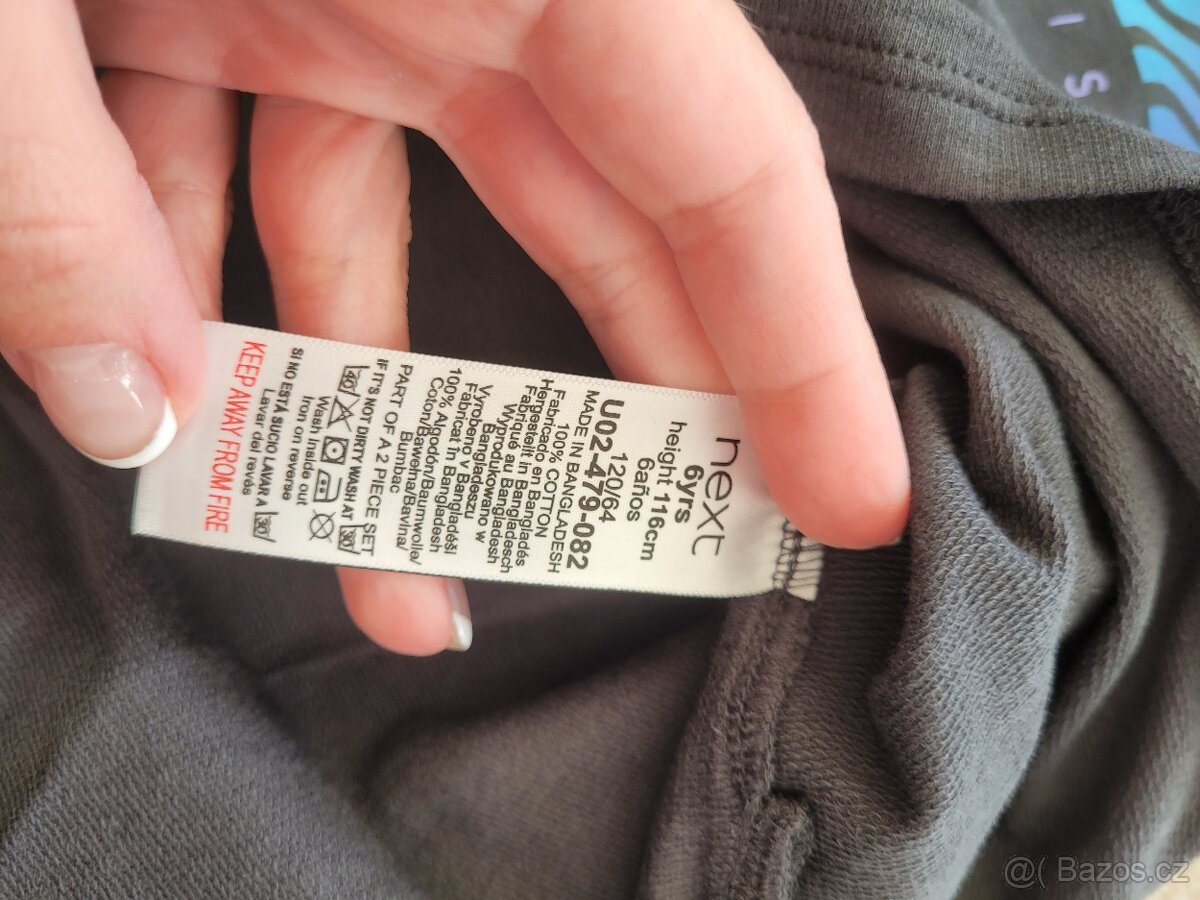 next
6yrs
height 116cm
6años
120/64
U02-479-082
MADE IN BANGLADESH
100% COTTON
Fabricado en Bangladés
Hergestellt in Bangladesch
Fabriqué au Bangladesh
Wyprodukowano w
Bangladeszu
Vyrobeno v Bangladéši
Fabricat în Bangladesh
100% Algodón/Baumwolle/
Coton/Bawełna/Bavlna/
Bumbac
PART OF A 2 PIECE SET
IF IT'S NOT DIRTY WASH AT 30
40
Wash inside out
Iron on reverse
SI NO ESTÁ SUCIO LAVAR A 30
Lavar del revés
KEEP AWAY FROM FIRE
I S
@( Bazos.cz